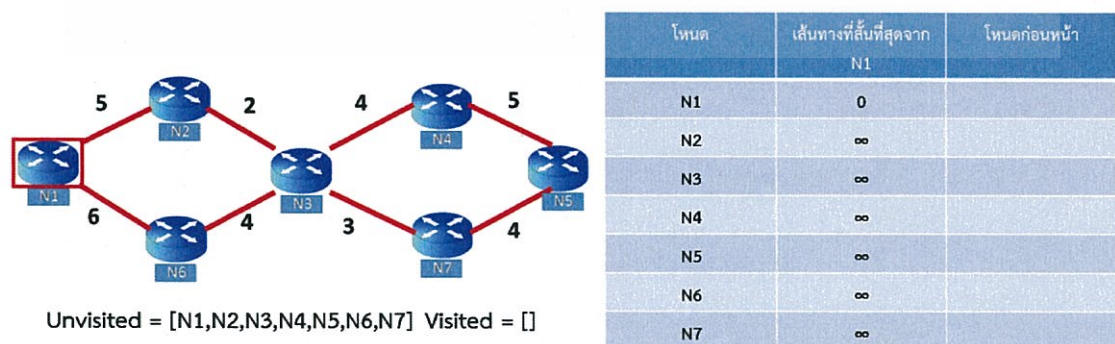 5
N2
2
4
N4
5
N1
N3
N5
6
N6
4
3
N7
4
Unvisited = [N1,N2,N3,N4,N5,N6,N7] Visited = []
โหนด เส้นทางที่สั้นที่สุดจาก N1 โหนดก่อนหน้า
N1 0
N2 ∞
N3 ∞
N4 ∞
N5 ∞
N6 ∞
N7 ∞